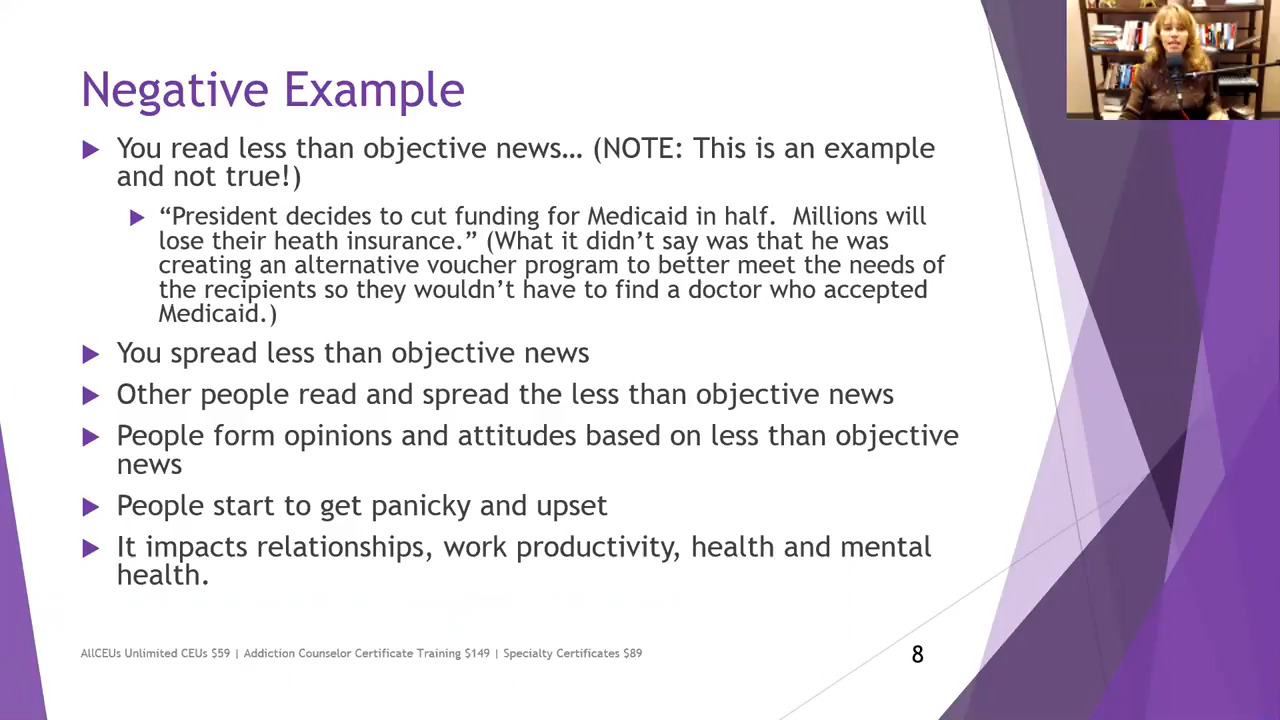 Negative Example
You read less than objective news… (NOTE: This is an example
and not true!)
“President decides to cut funding for Medicaid in half.  Millions will
lose their heath insurance.” (What it didn’t say was that he was
creating an alternative voucher program to better meet the needs of
the recipients so they wouldn’t have to find a doctor who accepted
Medicaid.)
You spread less than objective news
Other people read and spread the less than objective news
People form opinions and attitudes based on less than objective
news
People start to get panicky and upset
It impacts relationships, work productivity, health and mental
health.
AllCEUs Unlimited CEUs $59 | Addiction Counselor Certificate Training $149 | Specialty Certificates $89
8